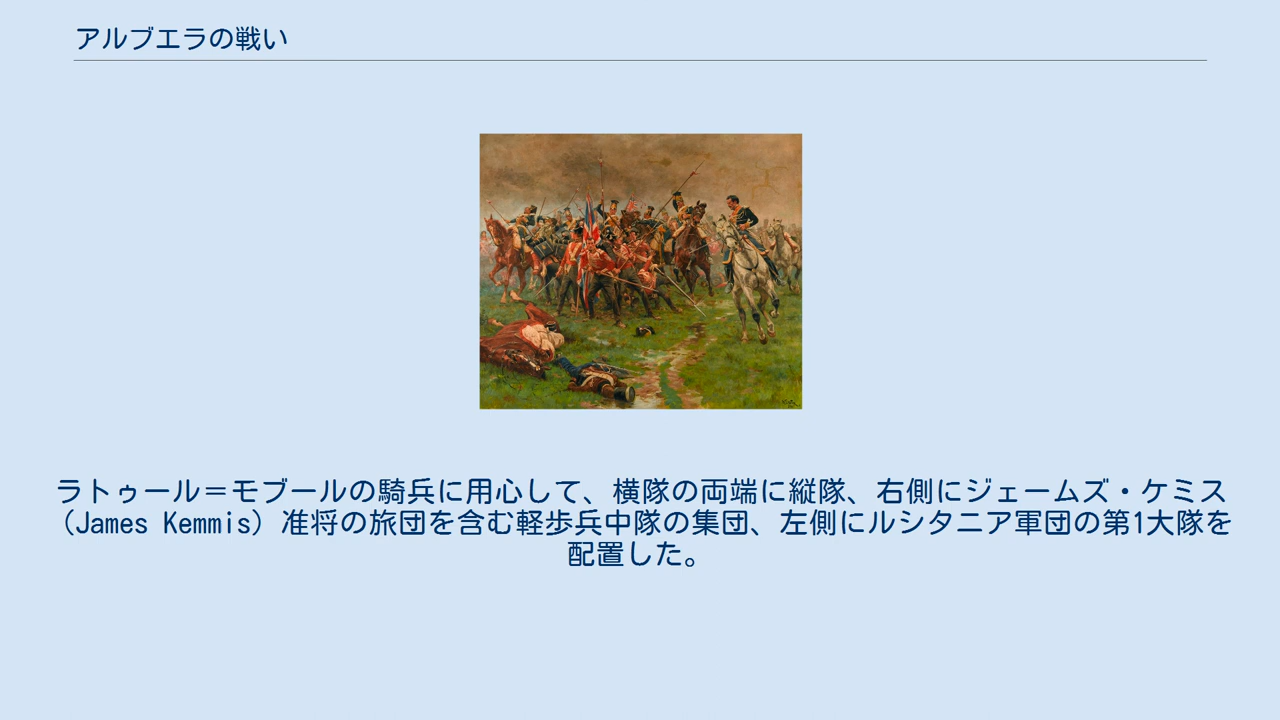 アルブエラの戦い
ラトゥール＝モブールの騎兵に用心して、横隊の両端に縦隊、右側にジェームズ・ケミス
（James Kemmis）准将の旅団を含む軽歩兵中隊の集団、左側にルシタニア軍団の第1大隊を
配置した。